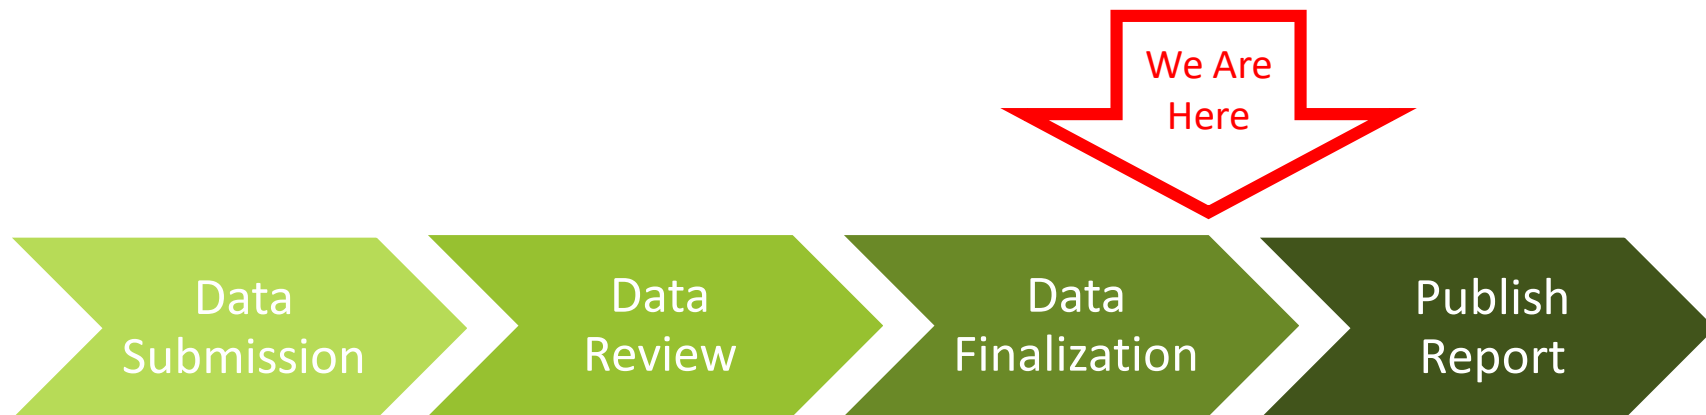 We Are
Here
Data
Submission
Data
Review
Data
Finalization
Publish
Report